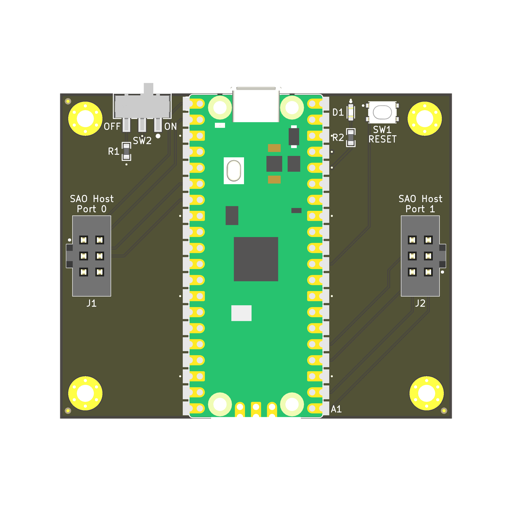 OFF
ON
SW2
R1
D1
R2
SW1
RESET
SAO Host
Port 0
SAO Host
Port 1
J1
J2
A1